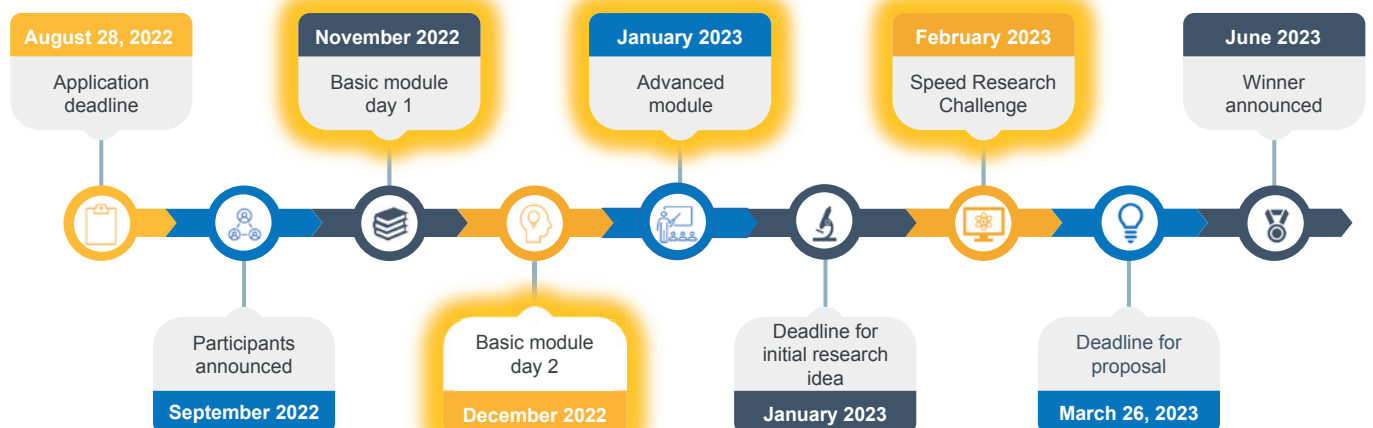 August 28, 2022
Application
deadline
Participants
announced
September 2022
November 2022
Basic module
day 1
Basic module
day 2
December 2022
January 2023
Advanced
module
Deadline for
initial research
idea
January 2023
February 2023
Speed Research
Challenge
Deadline for
proposal
March 26, 2023
June 2023
Winner
announced